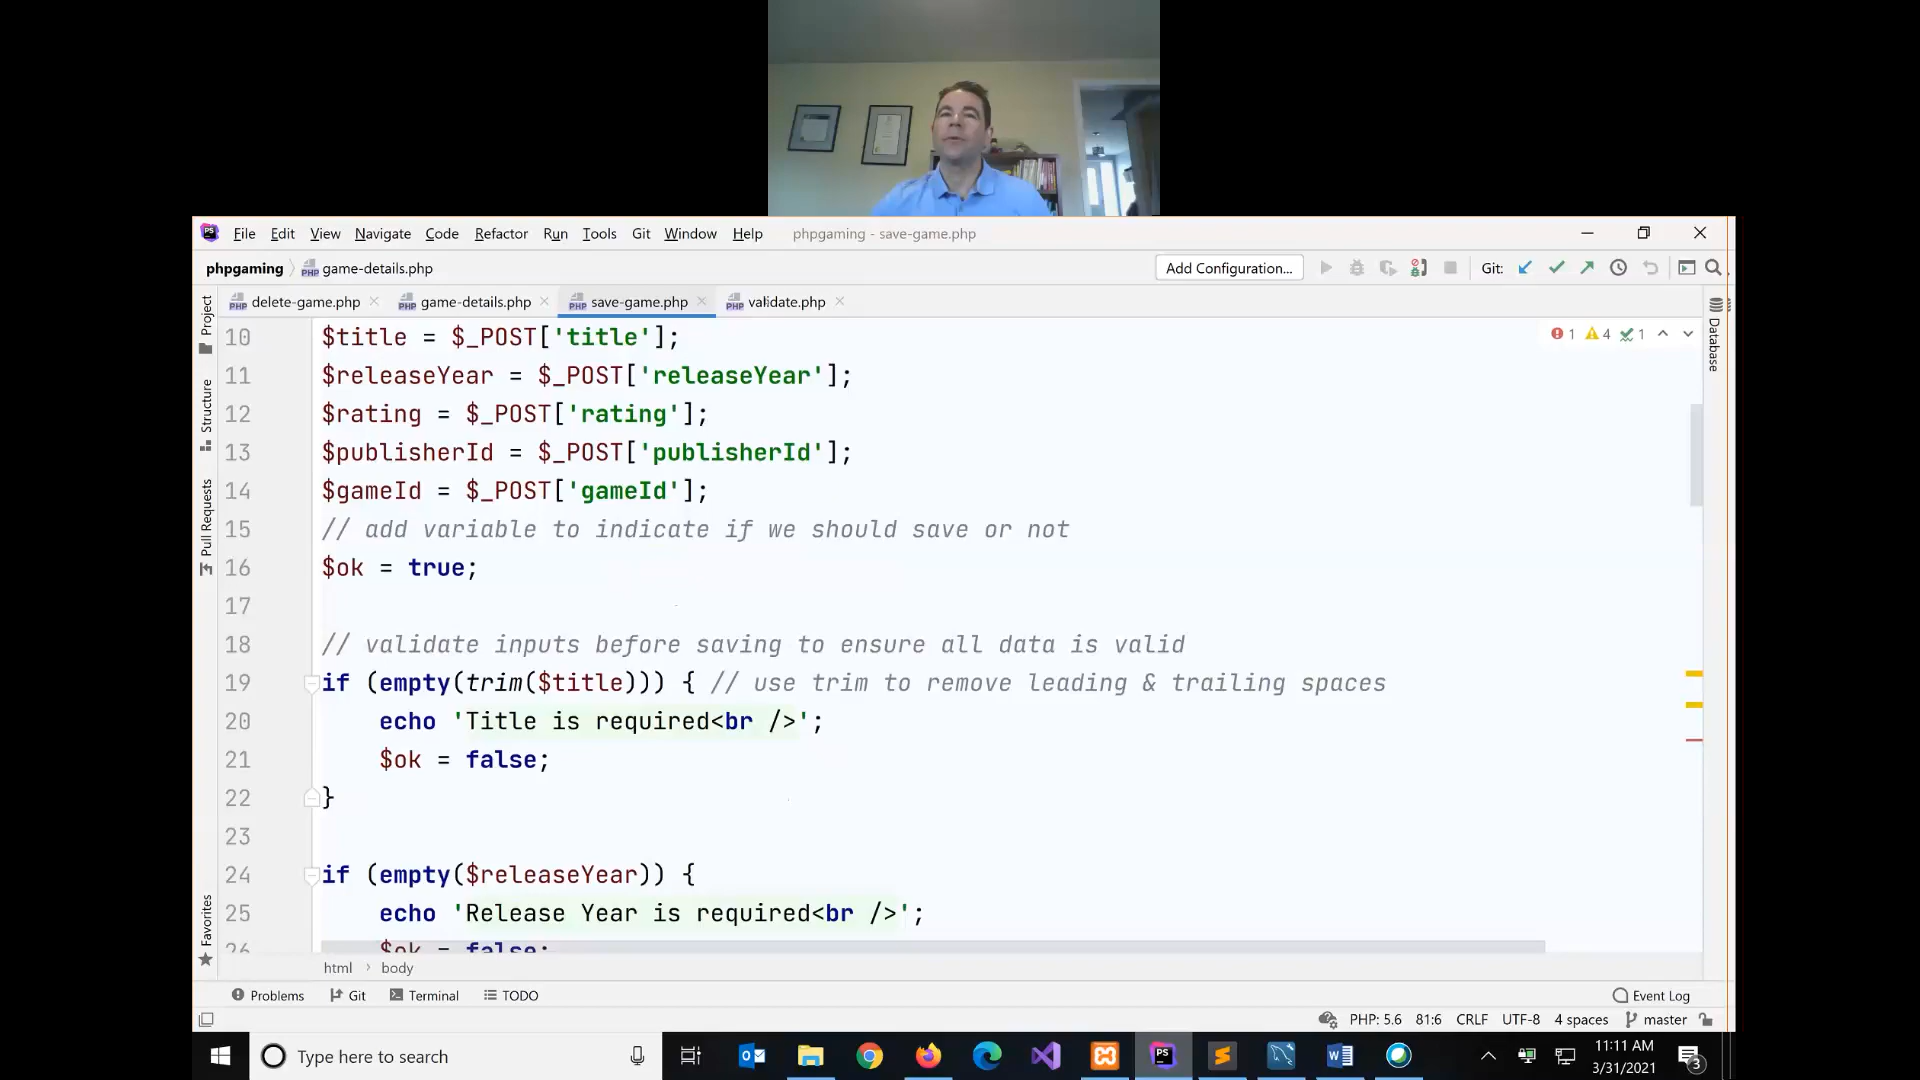 File Edit View Navigate Code Refactor Run Tools Git Window Help phpgaming - save-game.php
phpgaming game-details.php Add Configuration... Git:
delete-game.php game-details.php save-game.php validate.php
Project
Structure
Pull Requests
Favorites
Database
1 4 1
10 $title = $_POST['title'];
11 $releaseYear = $_POST['releaseYear'];
12 $rating = $_POST['rating'];
13 $publisherId = $_POST['publisherId'];
14 $gameId = $_POST['gameId'];
15 // add variable to indicate if we should save or not
16 $ok = true;
17
18 // validate inputs before saving to ensure all data is valid
19 if (empty(trim($title))) { // use trim to remove leading & trailing spaces
20 echo 'Title is required<br />';
21 $ok = false;
22 }
23
24 if (empty($releaseYear)) {
25 echo 'Release Year is required<br />';
26 $ok = false;
html › body
Problems Git Terminal TODO Event Log
PHP: 5.6 81:6 CRLF UTF-8 4 spaces master
Type here to search
11:11 AM
3/31/2021
3